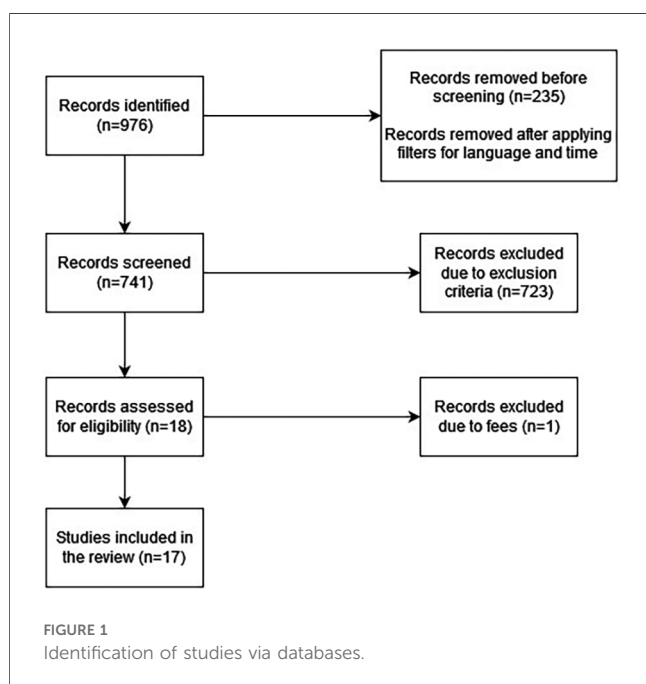 Records identified
(n=976)
Records removed before
screening (n=235)
Records removed after applying
filters for language and time
Records screened
(n=741)
Records excluded
due to exclusion
criteria (n=723)
Records assessed
for eligibility (n=18)
Records excluded
due to fees (n=1)
Studies included in
the review (n=17)
FIGURE 1
Identification of studies via databases.